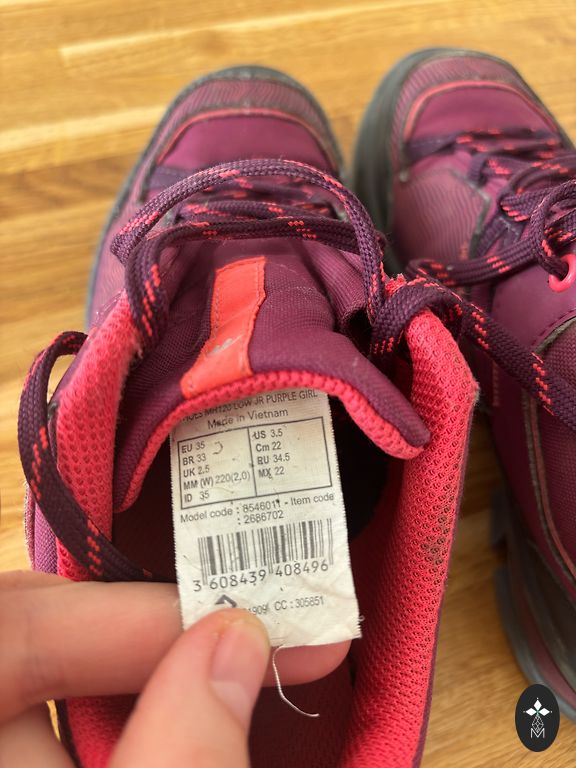 MH120 LOW JR PURPLE GIRL
Made in Vietnam
EU 35 US 3.5
BR 33 Cm 22
UK 2.5 RU 34.5
MM (W) 220(2,0) MX 22
ID 35
Model code : 8546011 - Item code
: 2686702
3 608439 408496
1909 CC : 305851
M